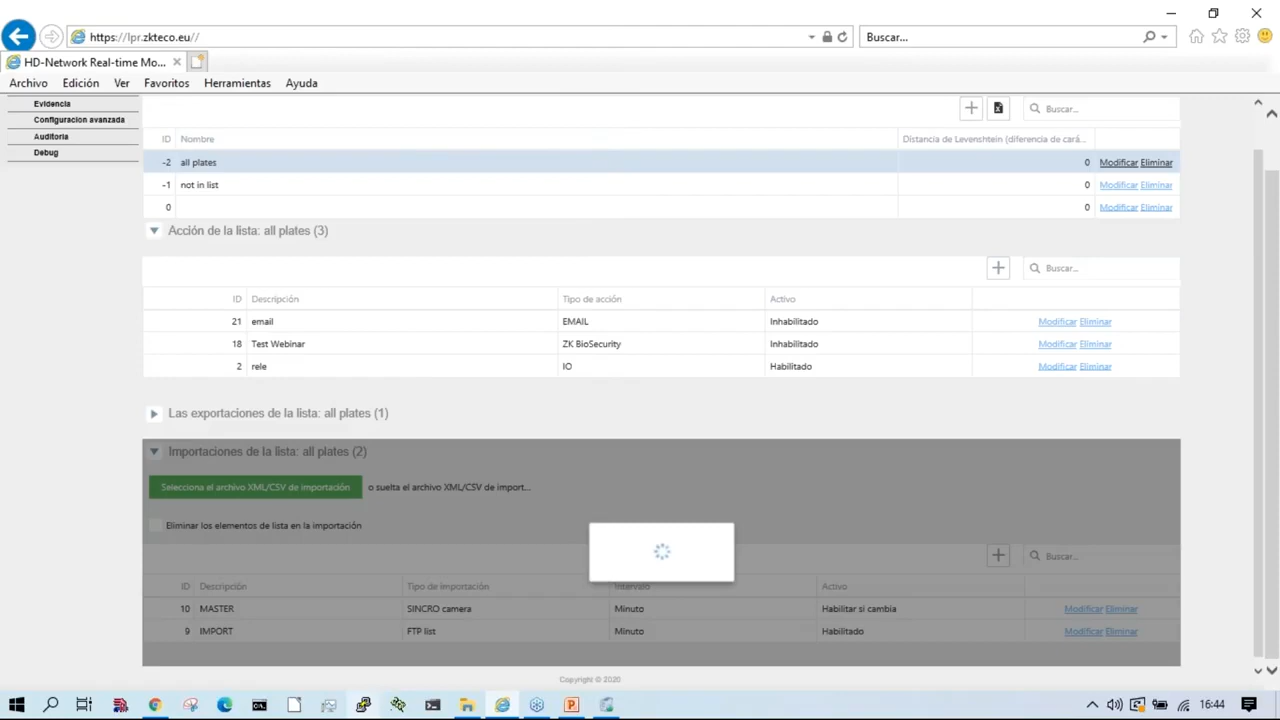 https://lpr.zkteco.eu//
Buscar...
HD-Network Real-time Mo...
Archivo Edición Ver Favoritos Herramientas Ayuda
Evidencia
Configuracion avanzada
Auditoria
Debug
Buscar...
ID Nombre Distancia de Levenshtein (diferencia de cará...
-2 all plates 0 Modificar Eliminar
-1 not in list 0 Modificar Eliminar
0 0 Modificar Eliminar
Acción de la lista: all plates (3)
Buscar...
ID Descripción Tipo de acción Activo
21 email EMAIL Inhabilitado Modificar Eliminar
18 Test Webinar ZK BioSecurity Inhabilitado Modificar Eliminar
2 rele IO Habilitado Modificar Eliminar
Las exportaciones de la lista: all plates (1)
Importaciones de la lista: all plates (2)
Selecciona el archivo XML/CSV de importación o suelta el archivo XML/CSV de import...
Eliminar los elementos de lista en la importación
Buscar...
ID Descripción Tipo de importación Intervalo Activo
10 MASTER SINCRO camera Minuto Habilitar si cambia Modificar Eliminar
9 IMPORT FTP list Minuto Habilitado Modificar Eliminar
Copyright © 2020
16:44